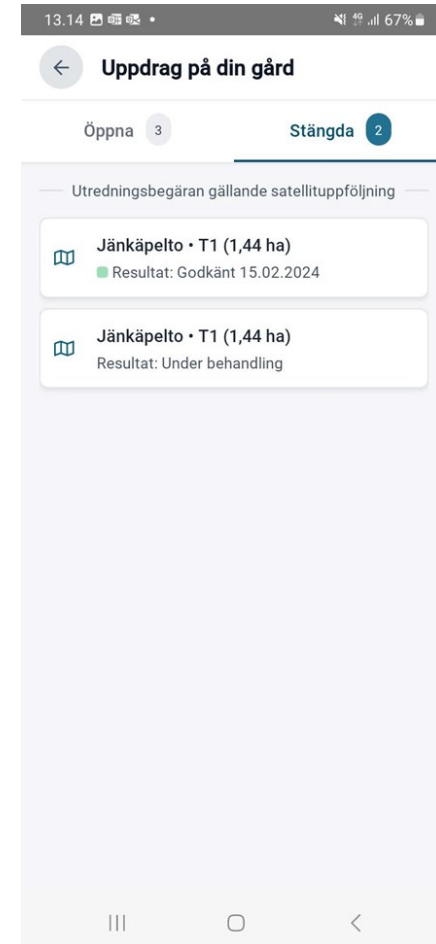 13.14 4G 67%
Uppdrag på din gård
Öppna 3 Stängda 2
Utredningsbegäran gällande satellituppföljning
Jänkäpelto • T1 (1,44 ha)
Resultat: Godkänt 15.02.2024
Jänkäpelto • T1 (1,44 ha)
Resultat: Under behandling